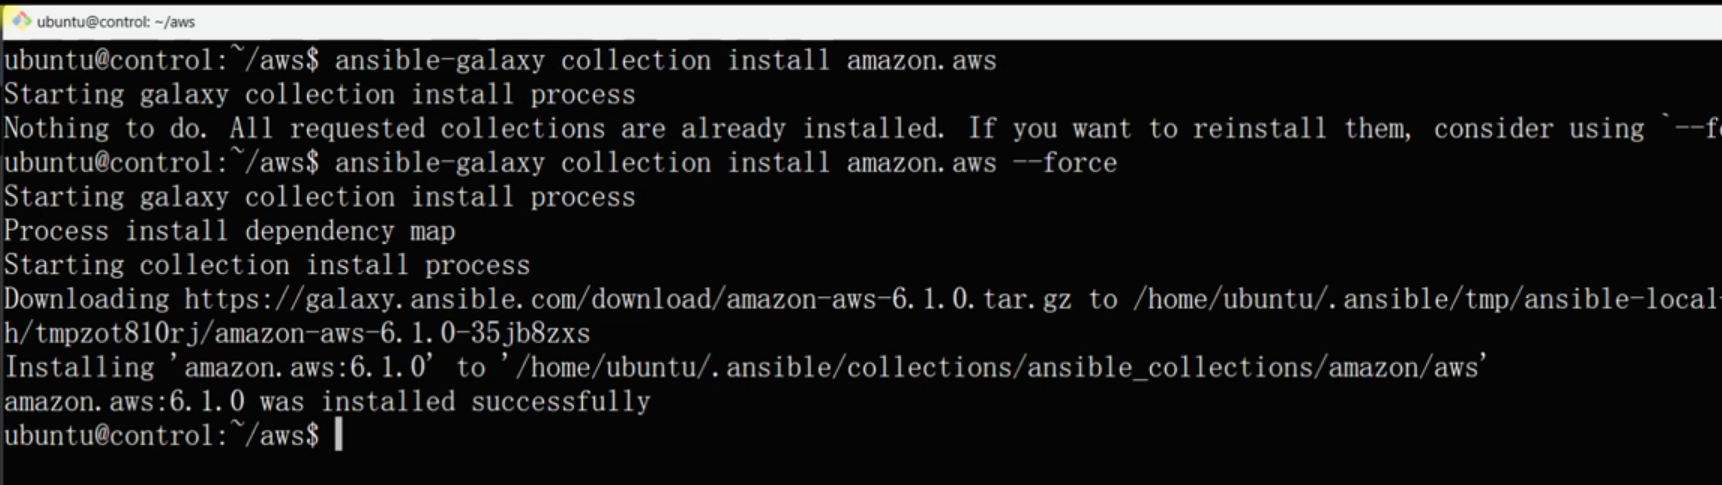 ubuntu@control: ~/aws
ubuntu@control:~/aws$ ansible-galaxy collection install amazon.aws
Starting galaxy collection install process
Nothing to do. All requested collections are already installed. If you want to reinstall them, consider using `--fo
ubuntu@control:~/aws$ ansible-galaxy collection install amazon.aws --force
Starting galaxy collection install process
Process install dependency map
Starting collection install process
Downloading https://galaxy.ansible.com/download/amazon-aws-6.1.0.tar.gz to /home/ubuntu/.ansible/tmp/ansible-local-
h/tmpzot810rj/amazon-aws-6.1.0-35jb8zxs
Installing 'amazon.aws:6.1.0' to '/home/ubuntu/.ansible/collections/ansible_collections/amazon/aws'
amazon.aws:6.1.0 was installed successfully
ubuntu@control:~/aws$